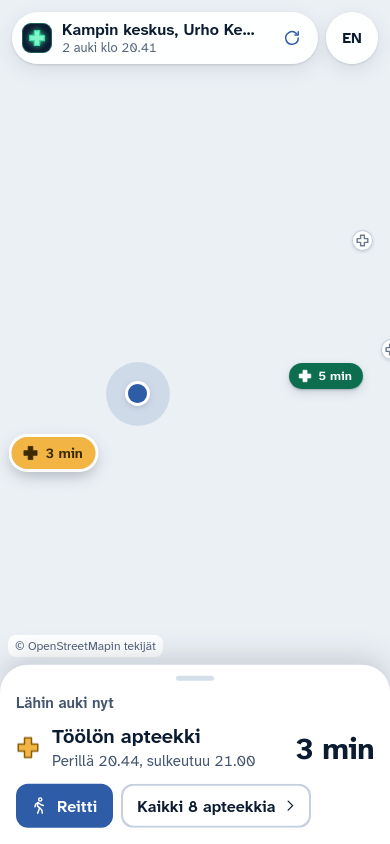 Kampin keskus, Urho Ke...
2 auki klo 20.41
EN
5 min
3 min
© OpenStreetMapin tekijät
Lähin auki nyt
Töölön apteekki
Perillä 20.44, sulkeutuu 21.00
3 min
Reitti
Kaikki 8 apteekkia